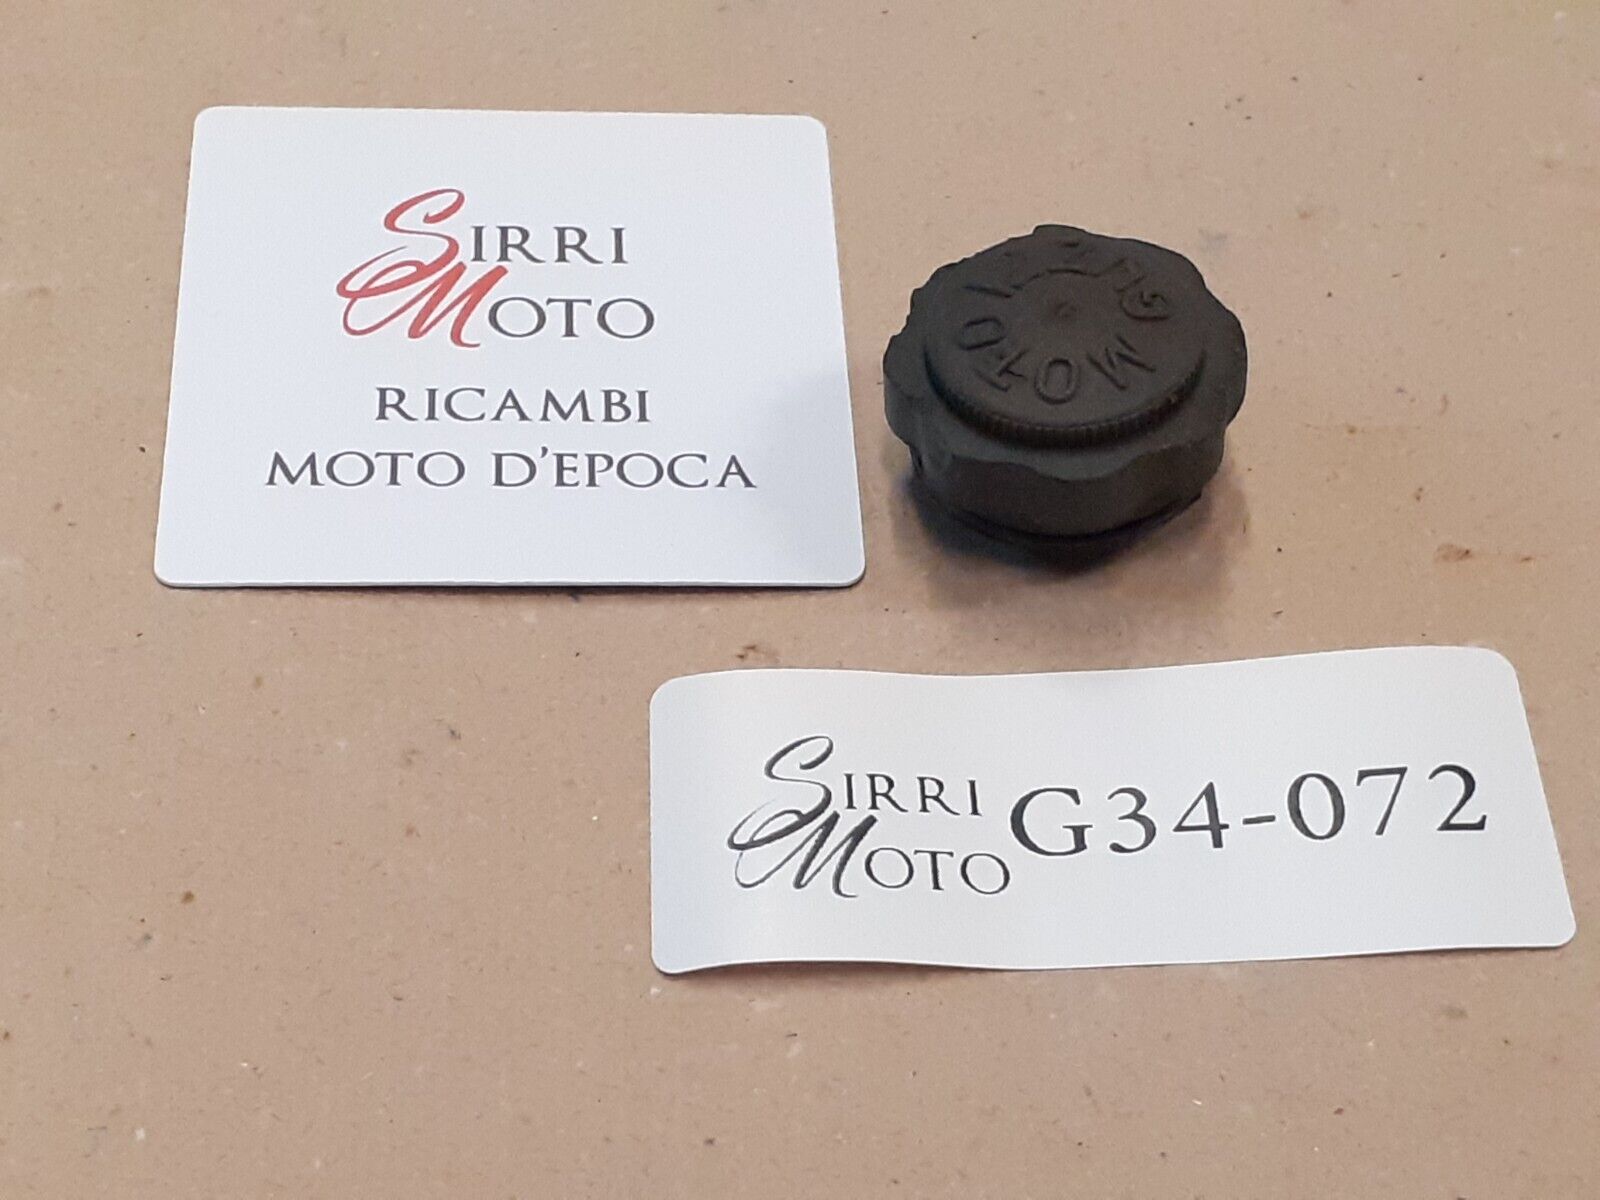 SIRRI
MOTO
RICAMBI
MOTO D'EPOCA
MOTO GUZZI
SIRRI
MOTO
G34-072